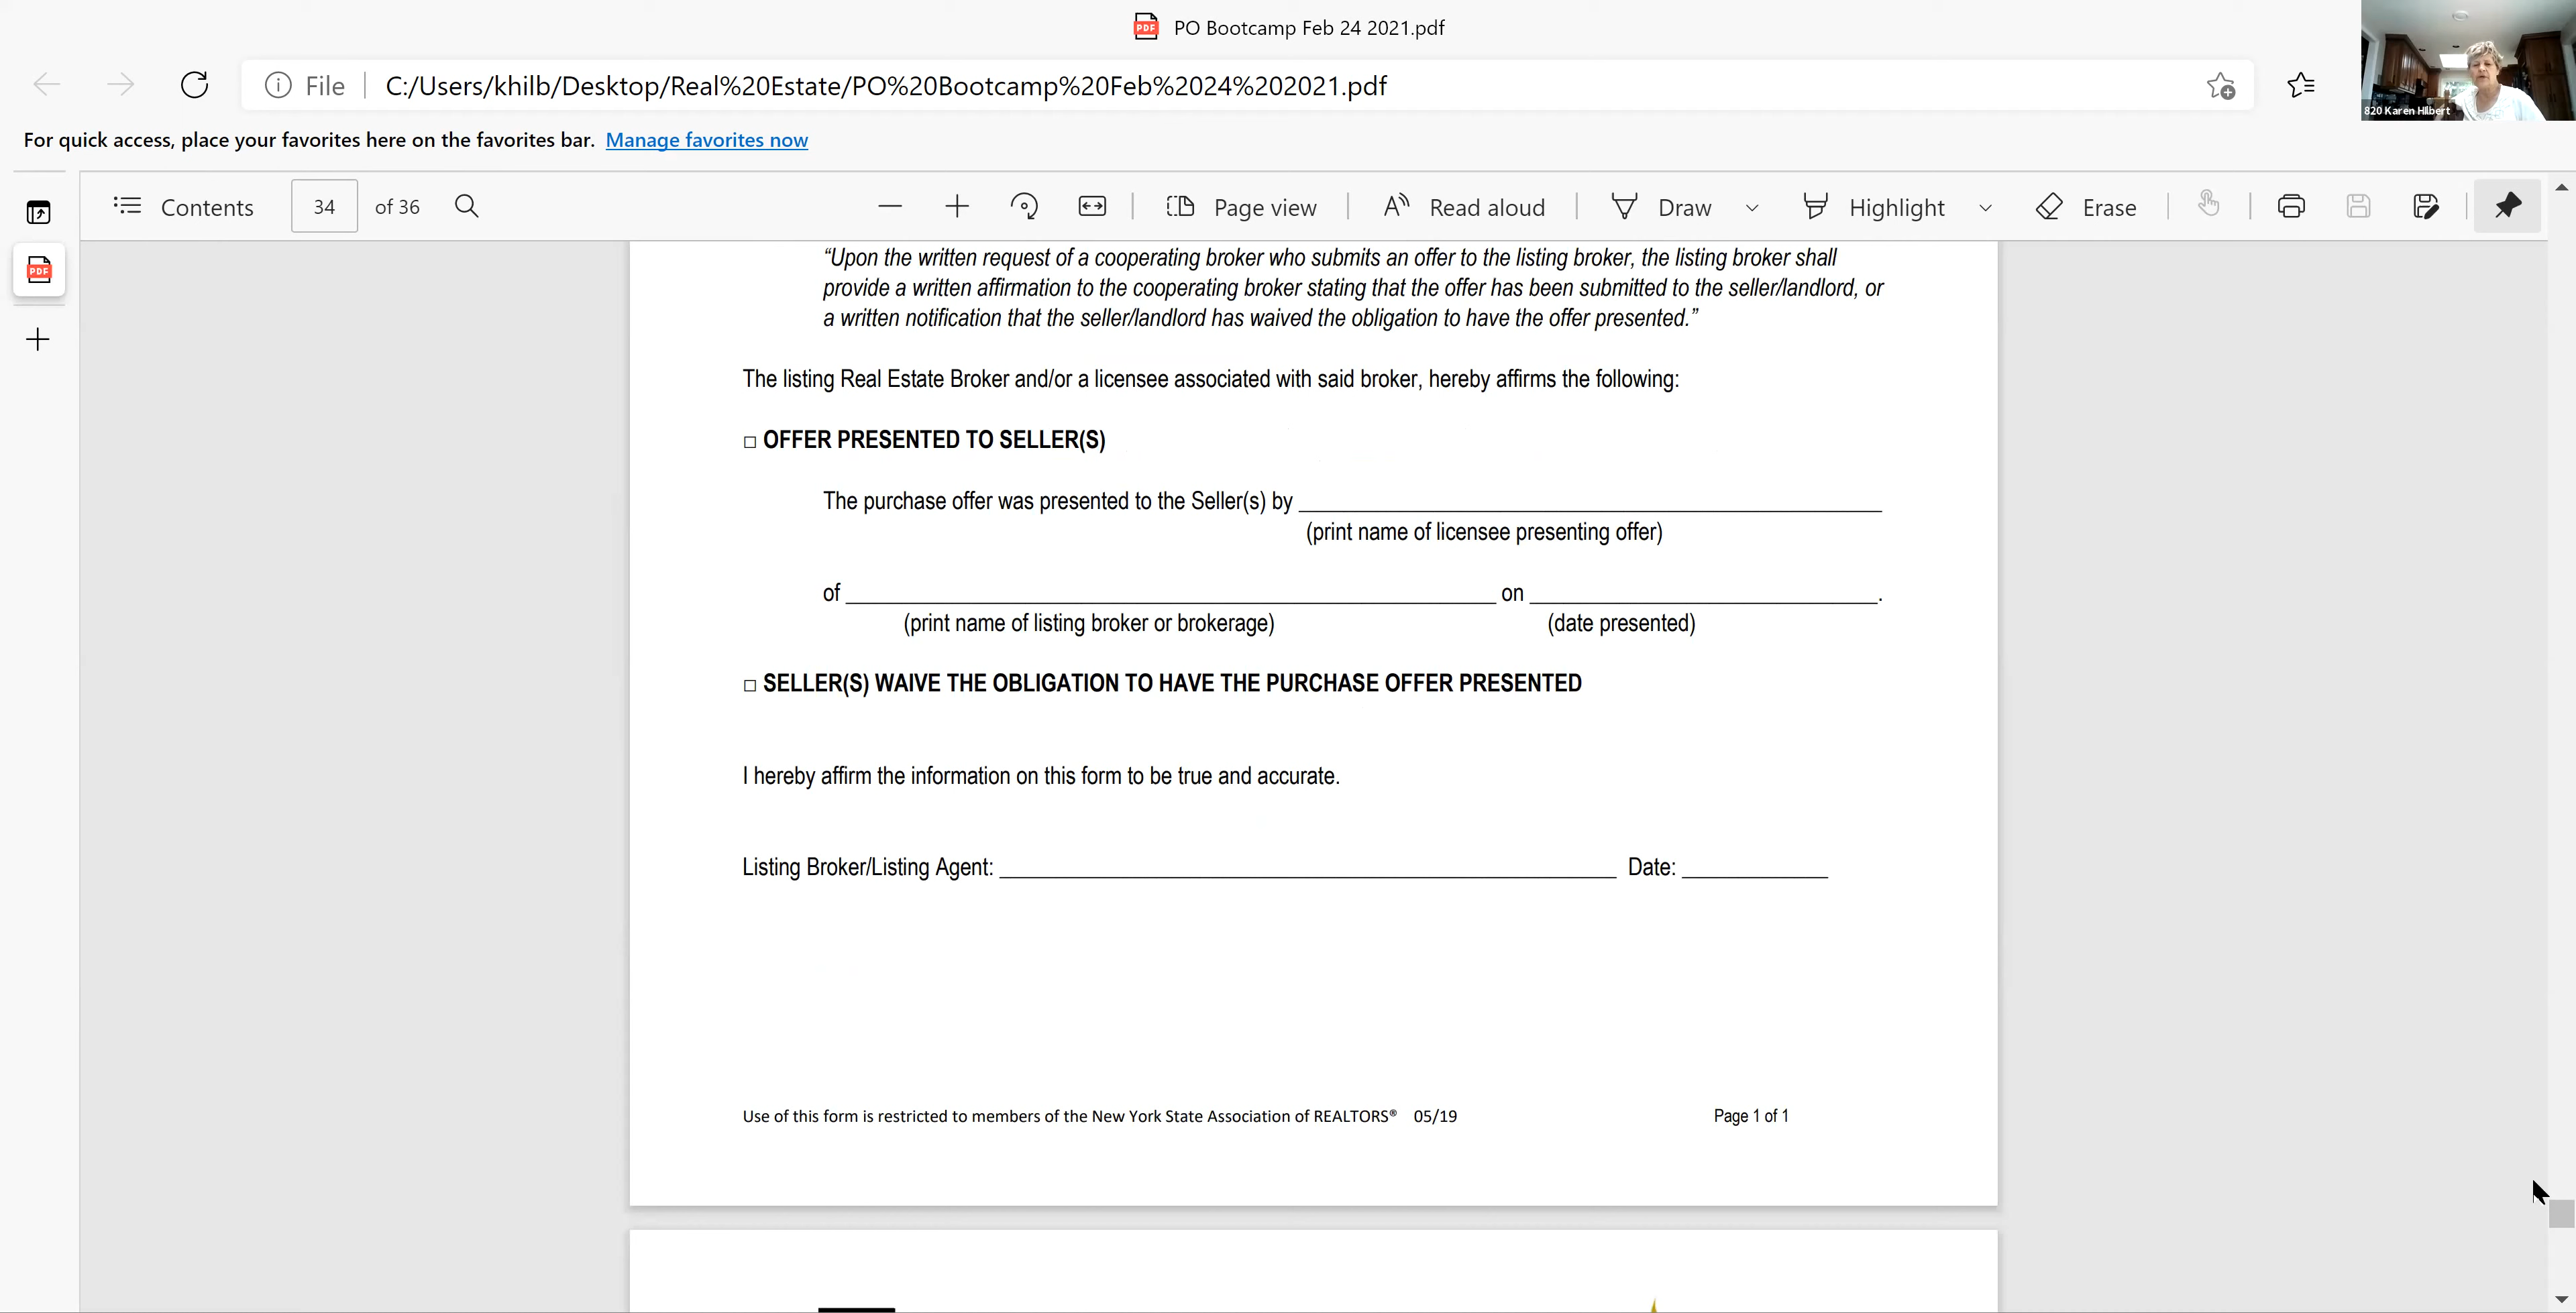 PO Bootcamp Feb 24 2021.pdf
File
C:/Users/khilb/Desktop/Real%20Estate/PO%20Bootcamp%20Feb%2024%202021.pdf
820 Karen Hilbert
For quick access, place your favorites here on the favorites bar. Manage favorites now
Contents 34 of 36 Page view Read aloud Draw Highlight Erase
“Upon the written request of a cooperating broker who submits an offer to the listing broker, the listing broker shall
provide a written affirmation to the cooperating broker stating that the offer has been submitted to the seller/landlord, or
a written notification that the seller/landlord has waived the obligation to have the offer presented.”
The listing Real Estate Broker and/or a licensee associated with said broker, hereby affirms the following:
□ OFFER PRESENTED TO SELLER(S)
The purchase offer was presented to the Seller(s) by
(print name of licensee presenting offer)
of on .
(print name of listing broker or brokerage) (date presented)
□ SELLER(S) WAIVE THE OBLIGATION TO HAVE THE PURCHASE OFFER PRESENTED
I hereby affirm the information on this form to be true and accurate.
Listing Broker/Listing Agent: Date:
Use of this form is restricted to members of the New York State Association of REALTORS® 05/19 Page 1 of 1